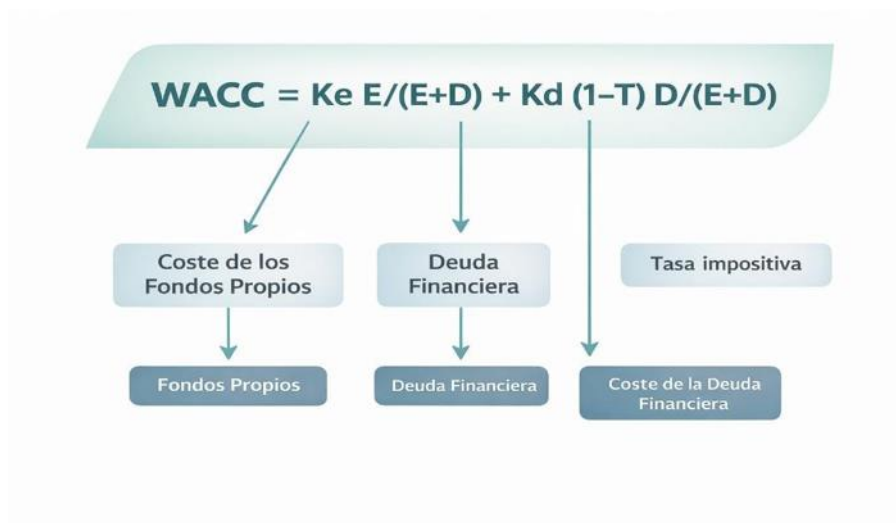 WACC = Ke E/(E+D) + Kd (1–T) D/(E+D)
Coste de los
Fondos Propios
Deuda
Financiera
Tasa impositiva
Fondos Propios
Deuda Financiera
Coste de la Deuda
Financiera